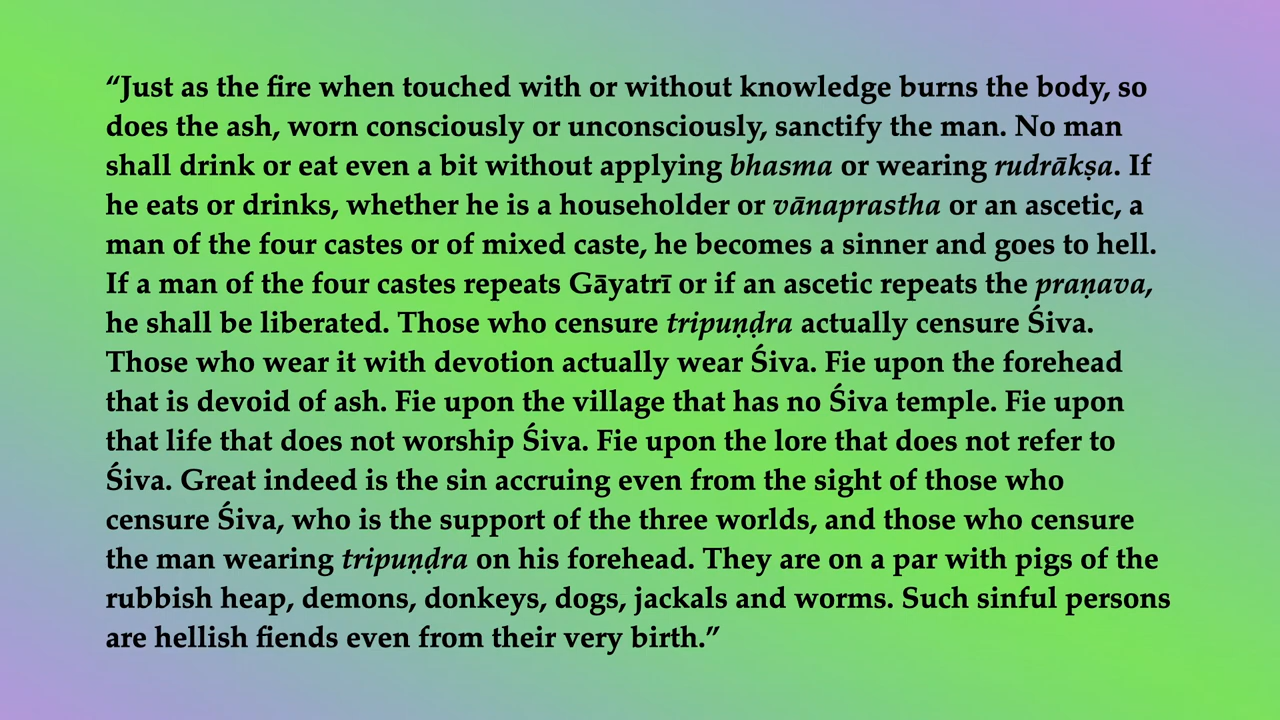 “Just as the fire when touched with or without knowledge burns the body, so
does the ash, worn consciously or unconsciously, sanctify the man. No man
shall drink or eat even a bit without applying bhasma or wearing rudrākṣa. If
he eats or drinks, whether he is a householder or vānaprastha or an ascetic, a
man of the four castes or of mixed caste, he becomes a sinner and goes to hell.
If a man of the four castes repeats Gāyatrī or if an ascetic repeats the praṇava,
he shall be liberated. Those who censure tripuṇḍra actually censure Śiva.
Those who wear it with devotion actually wear Śiva. Fie upon the forehead
that is devoid of ash. Fie upon the village that has no Śiva temple. Fie upon
that life that does not worship Śiva. Fie upon the lore that does not refer to
Śiva. Great indeed is the sin accruing even from the sight of those who
censure Śiva, who is the support of the three worlds, and those who censure
the man wearing tripuṇḍra on his forehead. They are on a par with pigs of the
rubbish heap, demons, donkeys, dogs, jackals and worms. Such sinful persons
are hellish fiends even from their very birth.”